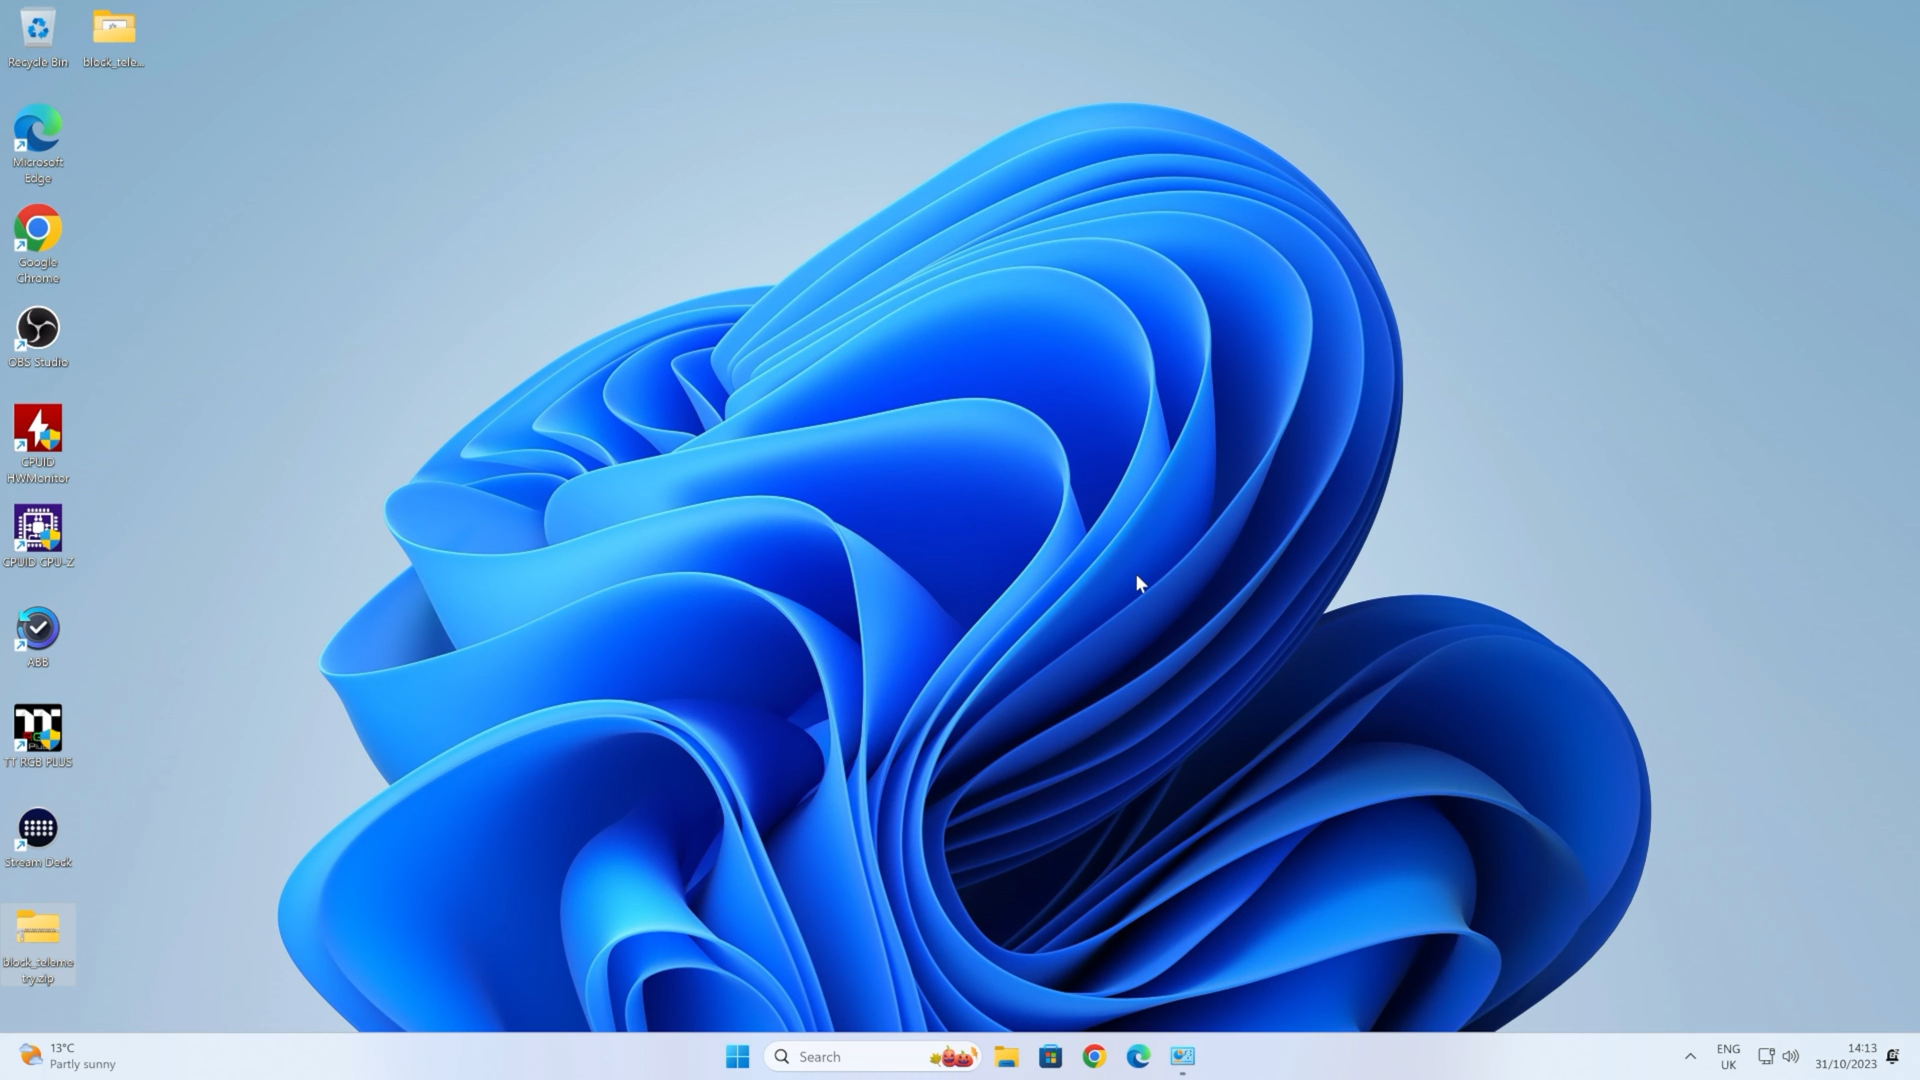 Recycle Bin
block_tele...
Microsoft
Edge
Google
Chrome
OBS Studio
CPUID
HWMonitor
CPUID CPU-Z
ABB
TT RGB PLUS
Stream Deck
block_teleme
try.zip
13°C
Partly sunny
Search
ENG
UK
14:13
31/10/2023